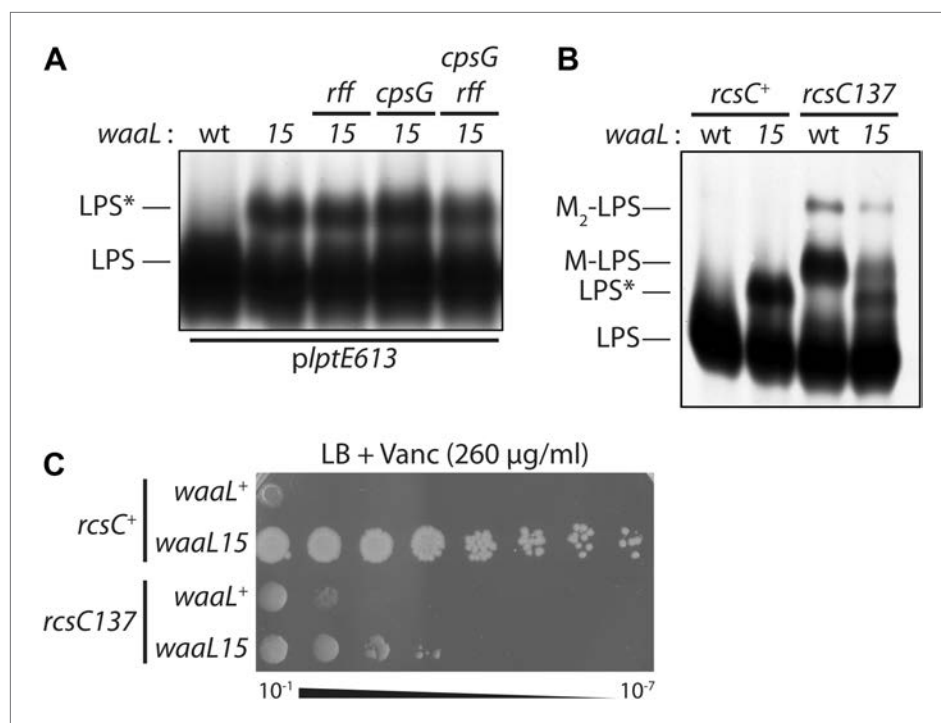 A
cpsG
rff cpsG rff
waaL : wt 15 15 15 15
LPS*
LPS
plptE613
B
rcsC+ rcsC137
waaL : wt 15 wt 15
M₂-LPS
M-LPS
LPS*
LPS
C
LB + Vanc (260 µg/ml)
rcsC+
waaL+
waaL15
rcsC137
waaL+
waaL15
10⁻¹ 10⁻⁷